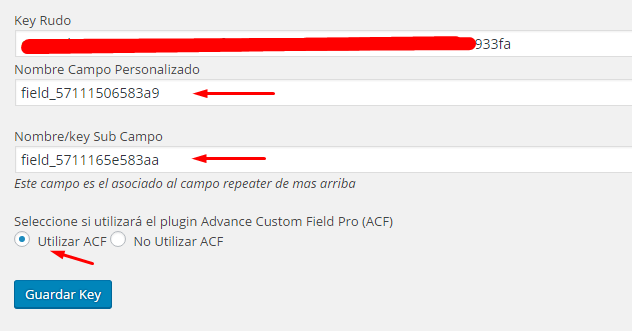 Key Rudo
933fa
Nombre Campo Personalizado
field_57111506583a9
Nombre/key Sub Campo
field_5711165e583aa
Este campo es el asociado al campo repeater de mas arriba
Seleccione si utilizará el plugin Advance Custom Field Pro (ACF)
Utilizar ACF No Utilizar ACF
Guardar Key